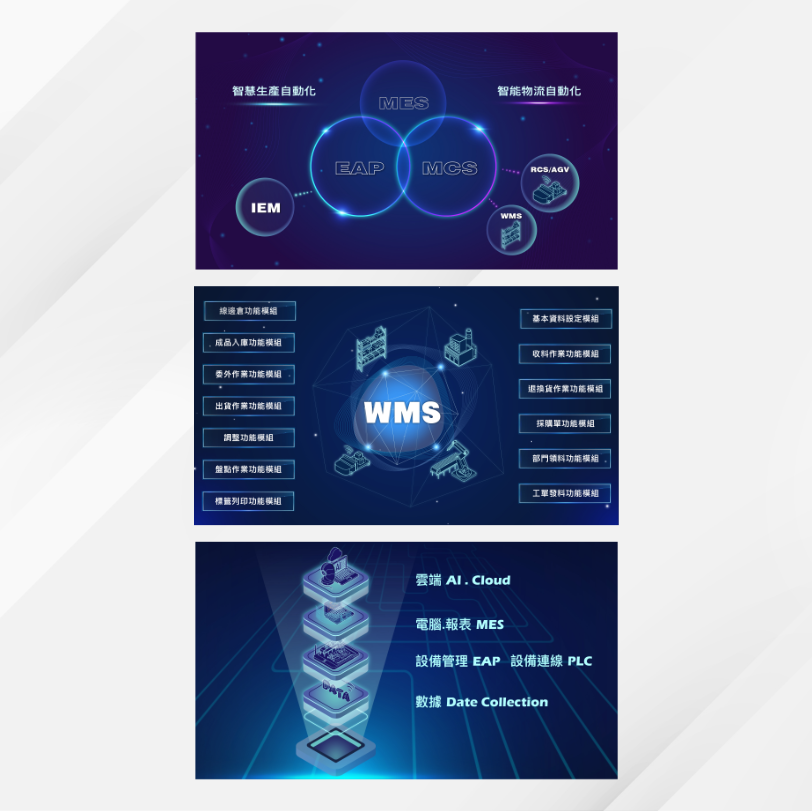 智慧生產自動化
智能物流自動化
MES
EAP
MCS
IEM
RCS/AGV
WMS
線邊倉功能模組
成品入庫功能模組
委外作業功能模組
出貨作業功能模組
調整功能模組
盤點作業功能模組
標籤列印功能模組
WMS
基本資料設定模組
收料作業功能模組
退換貨作業功能模組
採購單功能模組
部門領料功能模組
工單發料功能模組
雲端 AI . Cloud
電腦.報表 MES
設備管理 EAP 設備連線 PLC
數據 Date Collection
AI
DATA